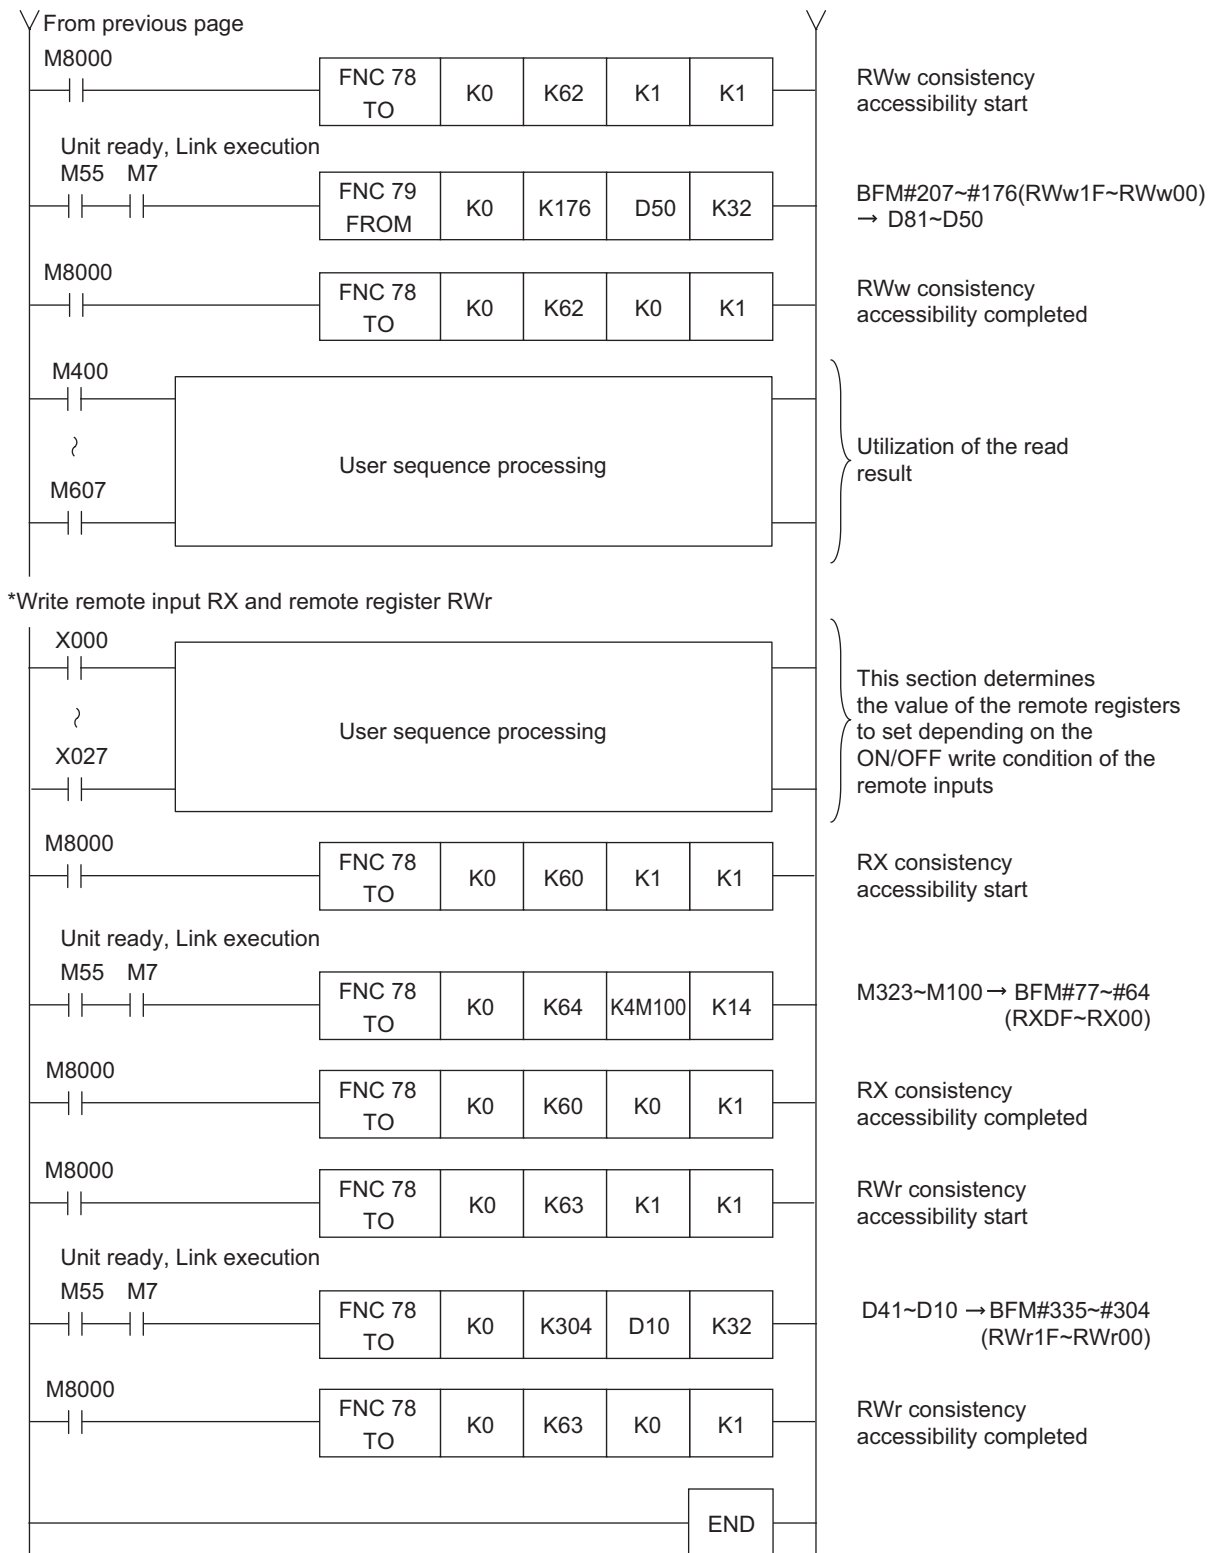 From previous page
M8000
FNC 78
TO
K0
K62
K1
K1
RWw consistency
accessibility start
Unit ready, Link execution
M55 M7
FNC 79
FROM
K0
K176
D50
K32
BFM#207~#176(RWw1F~RWw00)
→ D81~D50
M8000
FNC 78
TO
K0
K62
K0
K1
RWw consistency
accessibility completed
M400
~
M607
User sequence processing
Utilization of the read
result
*Write remote input RX and remote register RWr
X000
~
X027
User sequence processing
This section determines
the value of the remote registers
to set depending on the
ON/OFF write condition of the
remote inputs
M8000
FNC 78
TO
K0
K60
K1
K1
RX consistency
accessibility start
Unit ready, Link execution
M55 M7
FNC 78
TO
K0
K64
K4M100
K14
M323~M100→ BFM#77~#64
(RXDF~RX00)
M8000
FNC 78
TO
K0
K60
K0
K1
RX consistency
accessibility completed
M8000
FNC 78
TO
K0
K63
K1
K1
RWr consistency
accessibility start
Unit ready, Link execution
M55 M7
FNC 78
TO
K0
K304
D10
K32
D41~D10 →BFM#335~#304
(RWr1F~RWr00)
M8000
FNC 78
TO
K0
K63
K0
K1
RWr consistency
accessibility completed
END